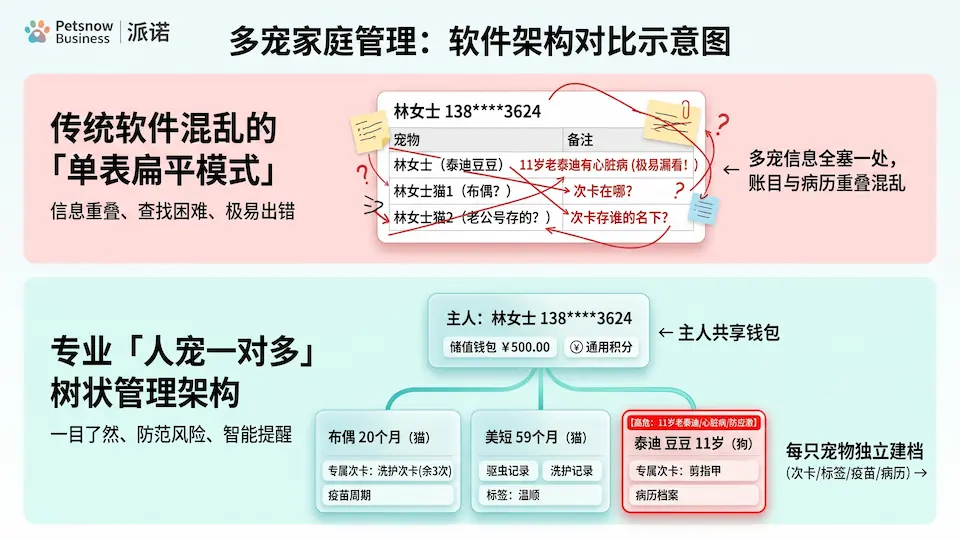 Petsnow Business
派诺
多宠家庭管理：软件架构对比示意图
传统软件混乱的
「单表扁平模式」
信息重叠、查找困难、极易出错
林女士 138****3624
宠物 备注
林女士（泰迪豆豆） 11岁老泰迪有心脏病 (极易漏看！)
林女士猫1（布偶？） 次卡在哪？
林女士猫2（老公号存的？） 次卡存谁的名下?
?
?
?
← 多宠信息全塞一处，
账目与病历重叠混乱
专业「人宠一对多」
树状管理架构
一目了然、防范风险、智能提醒
主人：林女士 138****3624
储值钱包 ￥500.00
¥ 通用积分
← 主人共享钱包
布偶 20个月（猫）
专属次卡：洗护次卡(余3次)
疫苗周期
美短 59个月（猫）
驱虫记录
洗护记录
标签：温顺
【高危：11岁老泰迪/心脏病/防应激】
泰迪 豆豆 11岁（狗）
专属次卡：剪指甲
病历档案
每只宠物独立建档
（次卡/标签/疫苗/病历）→